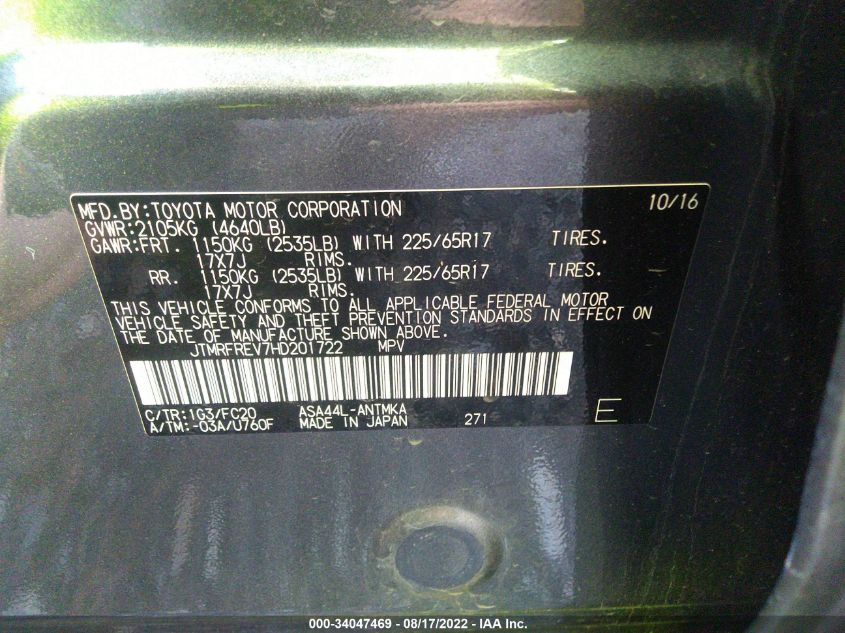 MFD.BY:TOYOTA MOTOR CORPORATION 10/16
GVWR:2105KG (4640LB)
GAWR:FRT. 1150KG (2535LB) WITH 225/65R17 TIRES.
17X7J RIMS.
RR. 1150KG (2535LB) WITH 225/65R17 TIRES.
17X7J RIMS.
THIS VEHICLE CONFORMS TO ALL APPLICABLE FEDERAL MOTOR
VEHICLE SAFETY AND THEFT PREVENTION STANDARDS IN EFFECT ON
THE DATE OF MANUFACTURE SHOWN ABOVE.
JTMRFREV7HD201722 MPV
C/TR:1G3/FC20 ASA44L-ANTMKA
A/TM:-03A/U760F MADE IN JAPAN 271 E
000-34047469 - 08/17/2022 - IAA Inc.